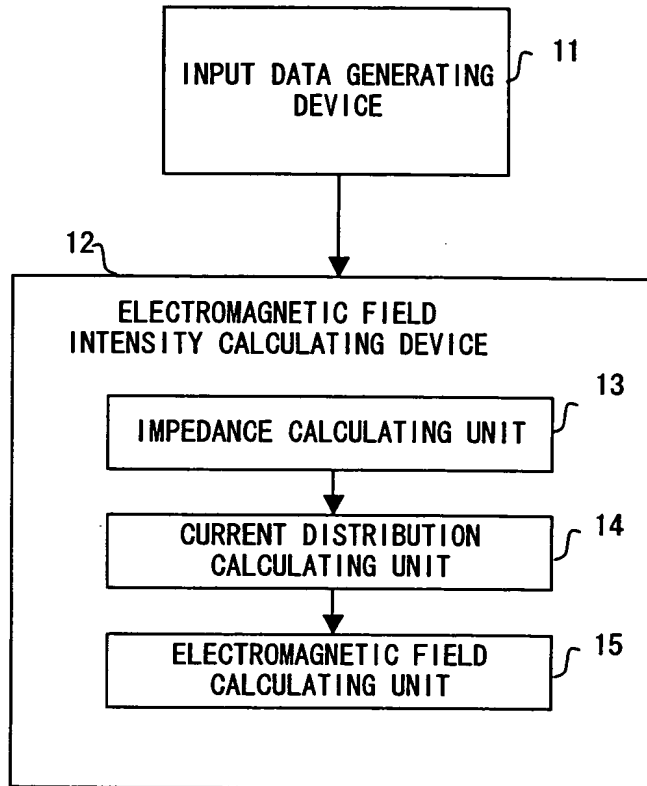 INPUT DATA GENERATING
DEVICE
11
12
ELECTROMAGNETIC FIELD
INTENSITY CALCULATING DEVICE
13
IMPEDANCE CALCULATING UNIT
CURRENT DISTRIBUTION
CALCULATING UNIT
14
ELECTROMAGNETIC FIELD
CALCULATING UNIT
15